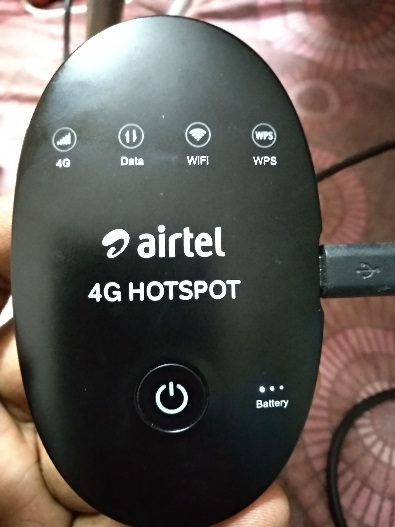 WPS
4G Data WiFi WPS
airtel
4G HOTSPOT
Battery